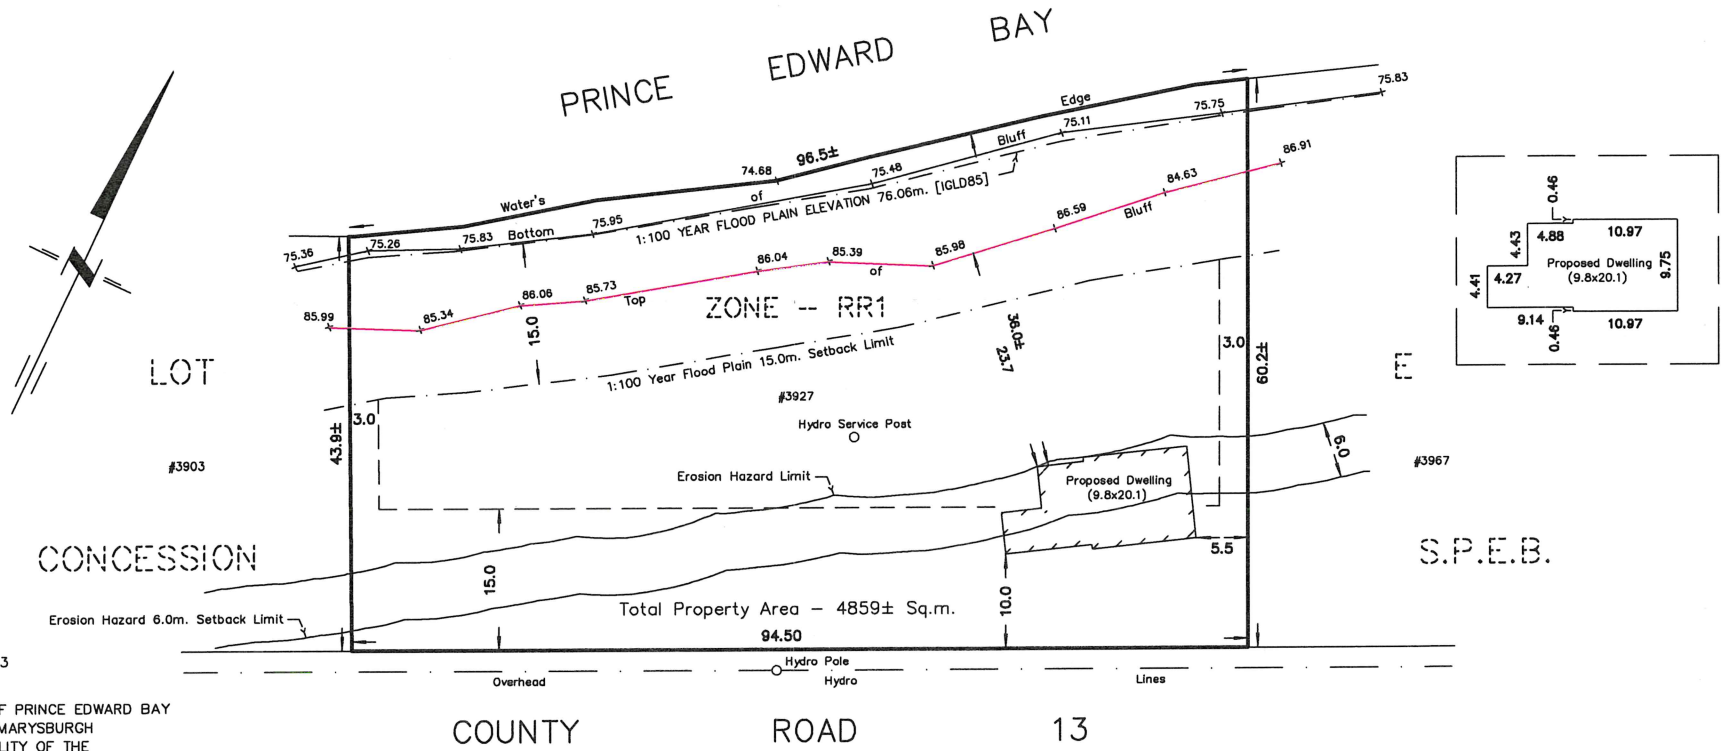 PRINCE EDWARD BAY
75.83
Edge
75.75
75.11
Bluff
96.5±
74.68
75.48
of
86.91
84.63
Water's
1:100 YEAR FLOOD PLAIN ELEVATION 76.06m. [IGLD85]
75.95
Bottom
75.83
75.26
75.36
86.59
Bluff
85.98
of
85.39
86.04
85.73
Top
86.06
85.34
85.99
ZONE -- RR1
15.0
1:100 Year Flood Plain 15.0m. Setback Limit
36.0±
23.7
3.0
60.2±
0.46
4.88
10.97
4.43
Proposed Dwelling
(9.8x20.1)
9.75
4.41
4.27
9.14
0.46
10.97
LOT
E
3.0
43.9±
#3927
Hydro Service Post
#3903
Erosion Hazard Limit
Proposed Dwelling
(9.8x20.1)
6.0
#3967
CONCESSION
S.P.E.B.
15.0
10.0
5.5
Erosion Hazard 6.0m. Setback Limit
Total Property Area - 4859± Sq.m.
94.50
3
Hydro Pole
Overhead Hydro Lines
F PRINCE EDWARD BAY
MARYSBURGH
LITY OF THE
COUNTY ROAD 13